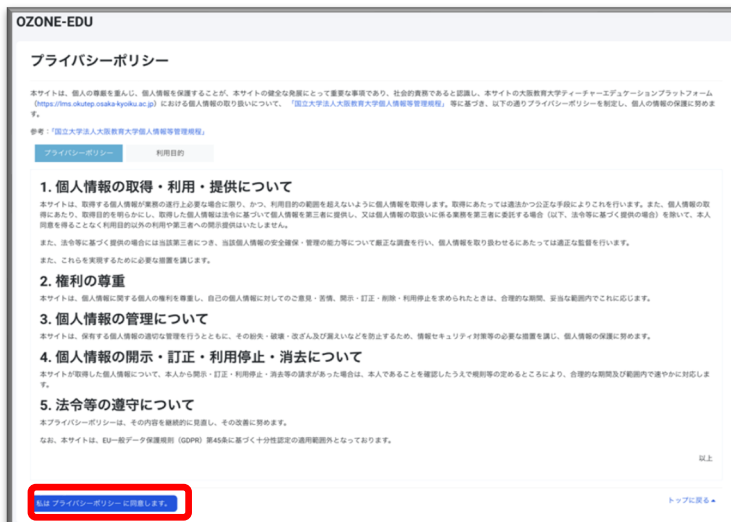 OZONE-EDU
プライバシーポリシー
本サイトは、個人の尊厳を重んじ、個人情報を保護することが、本サイトの健全な発展にとって重要な事項であり、社会的責務であると認識し、本サイトの大阪教育大学ティーチャーエデュケーションプラットフォーム
（https://lms.okutep.osaka-kyoiku.ac.jp）における個人情報の取り扱いについて、「国立大学法人大阪教育大学個人情報等管理規程」 等に基づき、以下の通りプライバシーポリシーを制定し、個人の情報の保護に努めま
す。
参考：「国立大学法人大阪教育大学個人情報等管理規程」
プライバシーポリシー 利用目的
1. 個人情報の取得・利用・提供について
本サイトは、取得する個人情報が業務の遂行上必要な場合に限り、かつ、利用目的の範囲を超えないように個人情報を取得します。取得にあたっては適法かつ公正な手段によりこれを行います。また、個人情報の取
得にあたり、取得目的を明らかにし、取得した個人情報は法令に基づいて個人情報を第三者に提供し、又は個人情報の取扱いに係る業務を第三者に委託する場合（以下、法令等に基づく提供の場合）を除いて、本人
同意を得ることなく利用目的以外の利用や第三者への開示提供はいたしません。
また、法令等に基づく提供の場合には当該第三者につき、当該個人情報の安全確保・管理の能力等について厳正な調査を行い、個人情報を取り扱わせるにあたっては適正な監督を行います。
また、これらを実現するために必要な措置を講じます。
2. 権利の尊重
本サイトは、個人情報に関する個人の権利を尊重し、自己の個人情報に対してのご意見・苦情、開示・訂正・削除・利用停止を求められたときは、合理的な期間、妥当な範囲内でこれに応じます。
3. 個人情報の管理について
本サイトは、保有する個人情報の適切な管理を行うとともに、その紛失・破壊・改ざん及び漏えいなどを防止するため、情報セキュリティ対策等の必要な措置を講じ、個人情報の保護に努めます。
4. 個人情報の開示・訂正・利用停止・消去について
本サイトが取得した個人情報について、本人から開示・訂正・利用停止・消去等の請求があった場合は、本人であることを確認したうえで規則等の定めるところにより、合理的な期間及び範囲内で速やかに対応しま
す。
5. 法令等の遵守について
本プライバシーポリシーは、その内容を継続的に見直し、その改善に努めます。
なお、本サイトは、EU一般データ保護規則（GDPR）第45条に基づく十分性認定の適用範囲外となっております。
以上
私は プライバシーポリシー に同意します。
トップに戻る